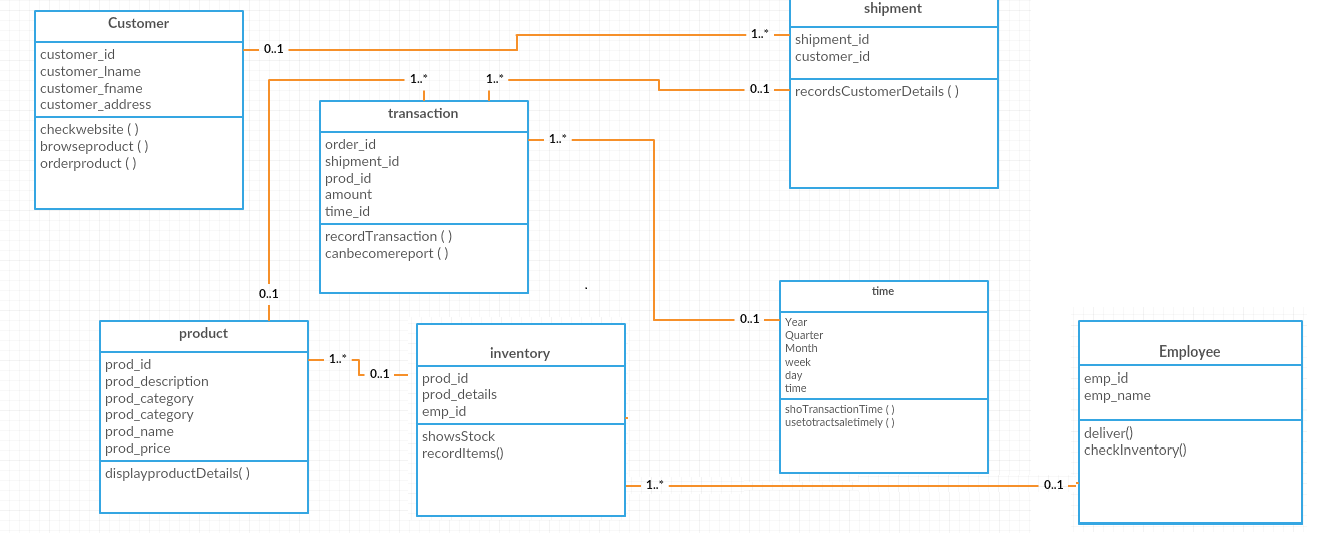 Customer
customer_id
customer_lname
customer_fname
customer_address
checkwebsite ( )
browseproduct ( )
orderproduct ( )
0..1
1..*
shipment
shipment_id
customer_id
recordsCustomerDetails ( )
1..*
1..*
0..1
transaction
order_id
shipment_id
prod_id
amount
time_id
recordTransaction ( )
canbecomereport ( )
1..*
0..1
0..1
time
Year
Quarter
Month
week
day
time
shoTransactionTime ( )
usetotractsaletimely ( )
product
prod_id
prod_description
prod_category
prod_category
prod_name
prod_price
displayproductDetails( )
1..*
0..1
inventory
prod_id
prod_details
emp_id
showsStock
recordItems()
1..*
0..1
Employee
emp_id
emp_name
deliver()
checkInventory()